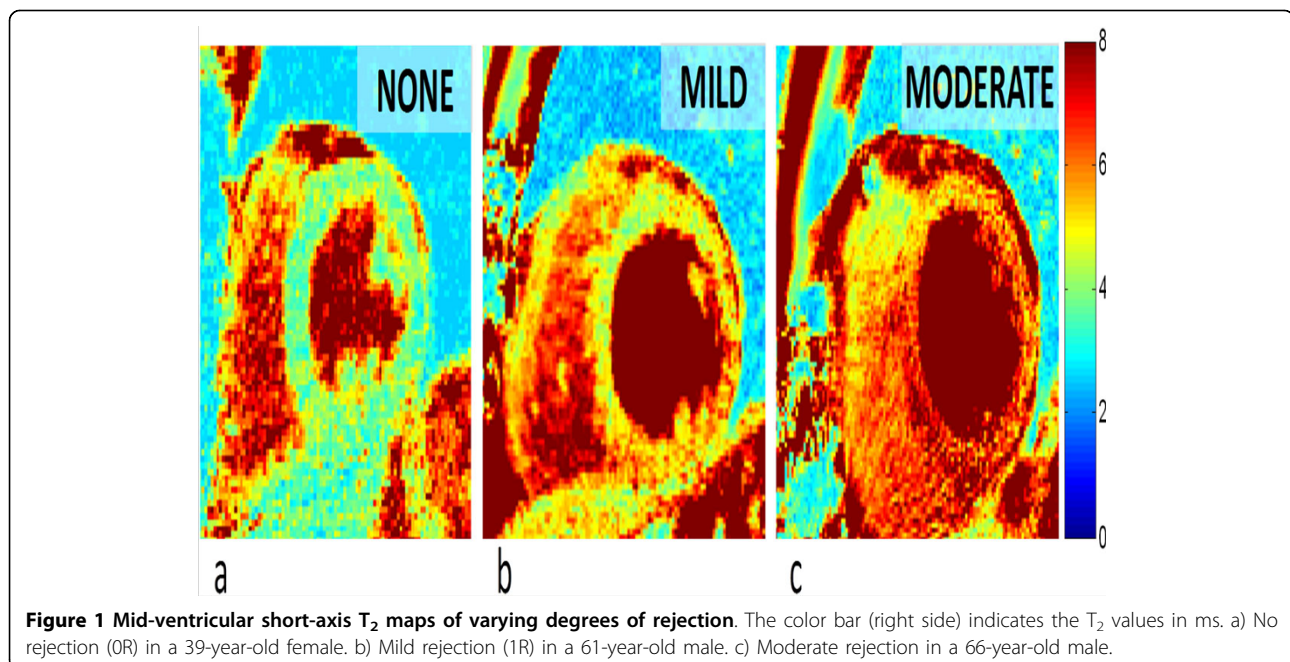 NONE
MILD
MODERATE
8
6
4
2
0
a
b
c
Figure 1 Mid-ventricular short-axis T₂ maps of varying degrees of rejection. The color bar (right side) indicates the T₂ values in ms. a) No
rejection (0R) in a 39-year-old female. b) Mild rejection (1R) in a 61-year-old male. c) Moderate rejection in a 66-year-old male.